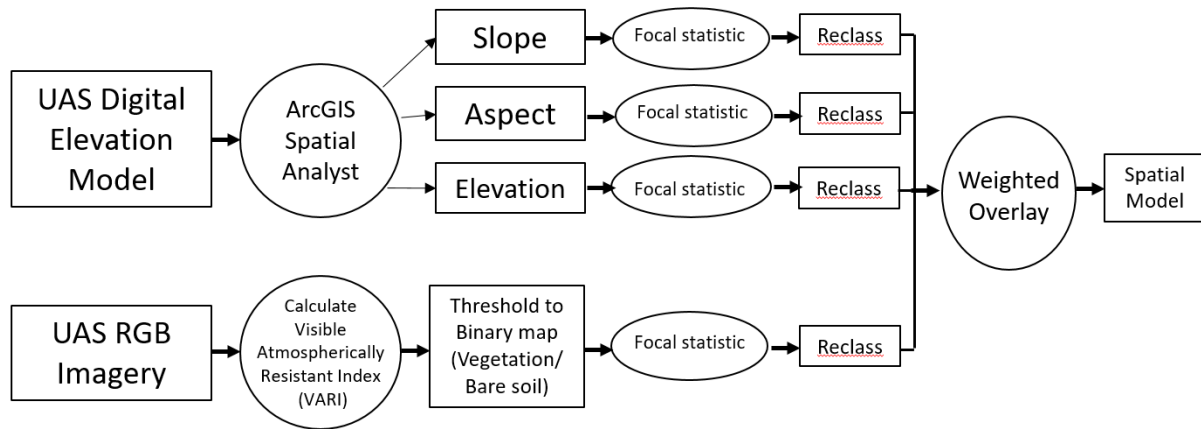 UAS Digital
Elevation
Model
ArcGIS
Spatial
Analyst
Slope
Focal statistic
Reclass
Aspect
Focal statistic
Reclass
Elevation
Focal statistic
Reclass
Weighted
Overlay
Spatial
Model
UAS RGB
Imagery
Calculate
Visible
Atmospherically
Resistant Index
(VARI)
Threshold to
Binary map
(Vegetation/
Bare soil)
Focal statistic
Reclass